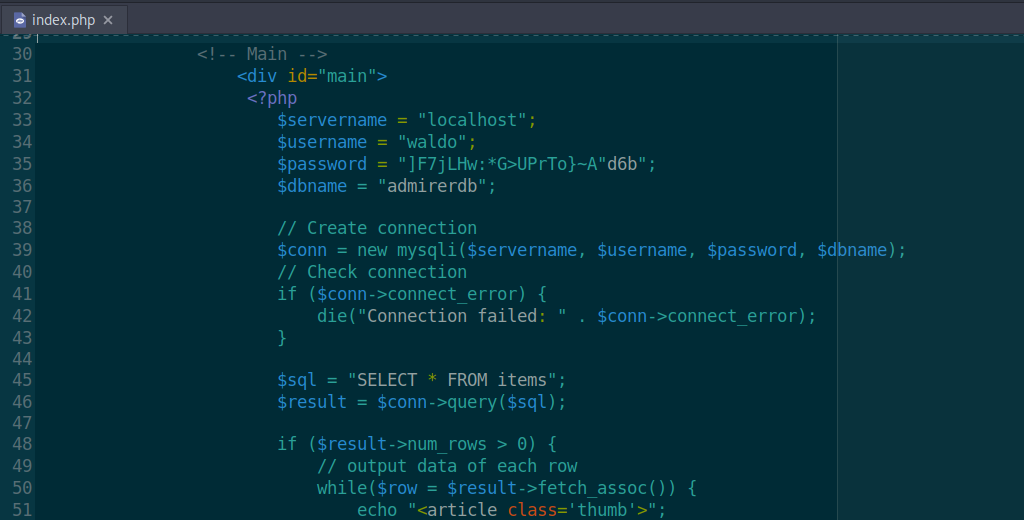 index.php ×
29
30 <!-- Main -->
31 <div id="main">
32 <?php
33 $servername = "localhost";
34 $username = "waldo";
35 $password = "]F7jLHw:*G>UPrTo}~A"d6b";
36 $dbname = "admirerdb";
37
38 // Create connection
39 $conn = new mysqli($servername, $username, $password, $dbname);
40 // Check connection
41 if ($conn->connect_error) {
42 die("Connection failed: " . $conn->connect_error);
43 }
44
45 $sql = "SELECT * FROM items";
46 $result = $conn->query($sql);
47
48 if ($result->num_rows > 0) {
49 // output data of each row
50 while($row = $result->fetch_assoc()) {
51 echo "<article class='thumb'>";